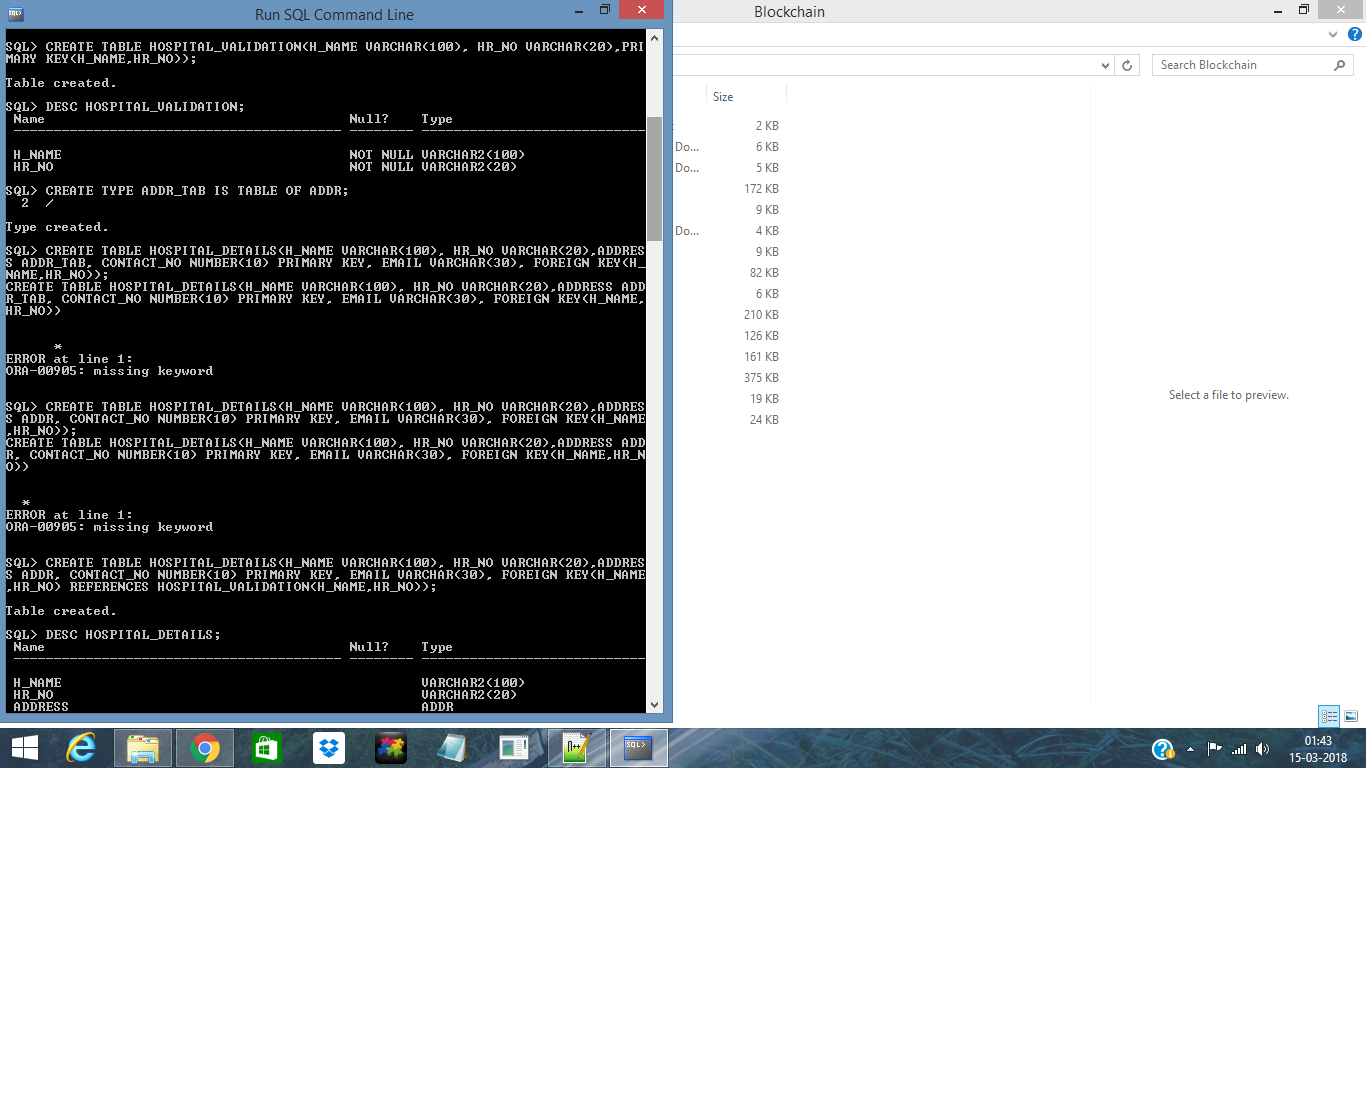 Run SQL Command Line
SQL> CREATE TABLE HOSPITAL_VALIDATION(H_NAME VARCHAR(100), HR_NO VARCHAR(20),PRI
MARY KEY(H_NAME,HR_NO));
Table created.
SQL> DESC HOSPITAL_VALIDATION;
Name Null? Type
----------------------------------------- -------- ----------------------------
H_NAME NOT NULL VARCHAR2(100)
HR_NO NOT NULL VARCHAR2(20)
SQL> CREATE TYPE ADDR_TAB IS TABLE OF ADDR;
2 /
Type created.
SQL> CREATE TABLE HOSPITAL_DETAILS(H_NAME VARCHAR(100), HR_NO VARCHAR(20),ADDRES
S ADDR_TAB, CONTACT_NO NUMBER(10) PRIMARY KEY, EMAIL VARCHAR(30), FOREIGN KEY(H_
NAME,HR_NO));
CREATE TABLE HOSPITAL_DETAILS(H_NAME VARCHAR(100), HR_NO VARCHAR(20),ADDRESS ADD
R_TAB, CONTACT_NO NUMBER(10) PRIMARY KEY, EMAIL VARCHAR(30), FOREIGN KEY(H_NAME,
HR_NO))
*
ERROR at line 1:
ORA-00905: missing keyword
SQL> CREATE TABLE HOSPITAL_DETAILS(H_NAME VARCHAR(100), HR_NO VARCHAR(20),ADDRES
S ADDR, CONTACT_NO NUMBER(10) PRIMARY KEY, EMAIL VARCHAR(30), FOREIGN KEY(H_NAME
,HR_NO));
CREATE TABLE HOSPITAL_DETAILS(H_NAME VARCHAR(100), HR_NO VARCHAR(20),ADDRESS ADD
R, CONTACT_NO NUMBER(10) PRIMARY KEY, EMAIL VARCHAR(30), FOREIGN KEY(H_NAME,HR_N
O))
*
ERROR at line 1:
ORA-00905: missing keyword
SQL> CREATE TABLE HOSPITAL_DETAILS(H_NAME VARCHAR(100), HR_NO VARCHAR(20),ADDRES
S ADDR, CONTACT_NO NUMBER(10) PRIMARY KEY, EMAIL VARCHAR(30), FOREIGN KEY(H_NAME
,HR_NO) REFERENCES HOSPITAL_VALIDATION(H_NAME,HR_NO));
Table created.
SQL> DESC HOSPITAL_DETAILS;
Name Null? Type
----------------------------------------- -------- ----------------------------
H_NAME VARCHAR2(100)
HR_NO VARCHAR2(20)
ADDRESS ADDR
Blockchain
Search Blockchain
Size
2 KB
Do... 6 KB
Do... 5 KB
172 KB
9 KB
Do... 4 KB
9 KB
82 KB
6 KB
210 KB
126 KB
161 KB
375 KB
19 KB
24 KB
Select a file to preview.
SQL>
01:43
15-03-2018